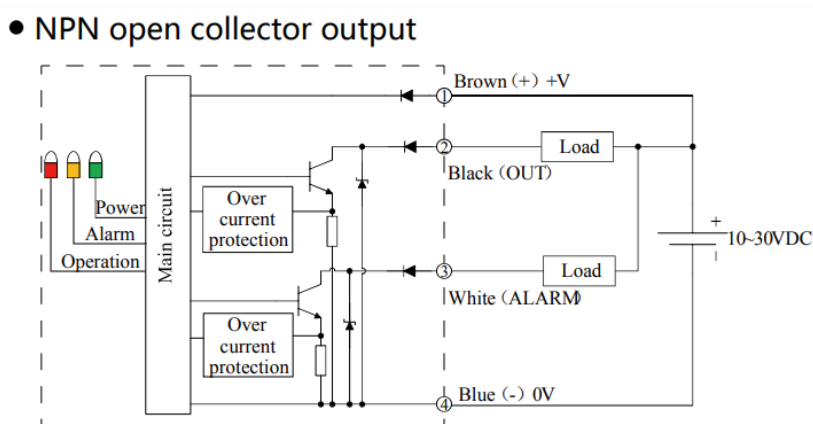 ● NPN open collector output
Brown (+) +V
①
②
Load
Black (OUT)
Power
Alarm
Operation
Main circuit
Over
current
protection
+
10~30VDC
③
Load
White (ALARM)
Over
current
protection
Blue (-) 0V
④